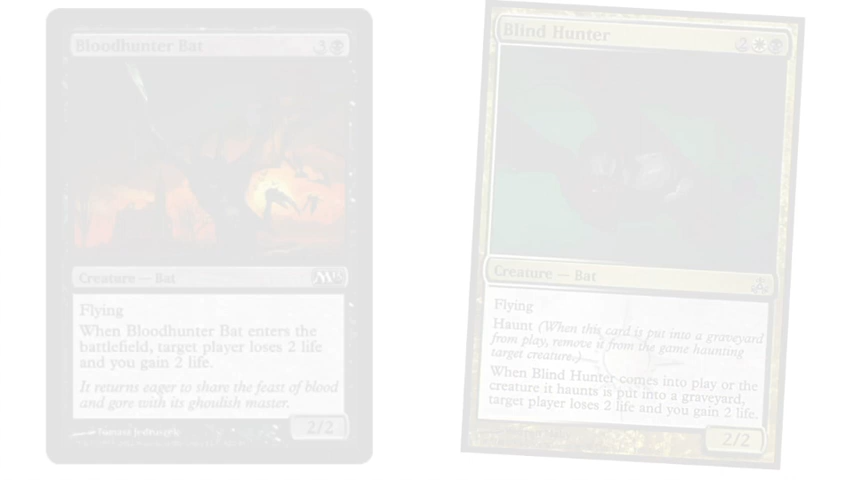 Bloodhunter Bat
3
Creature — Bat
Flying
When Bloodhunter Bat enters the
battlefield, target player loses 2 life
and you gain 2 life.
It returns eager to share the feast of blood
and gore with its ghoulish master.
2/2
Blind Hunter
2
Creature — Bat
Flying
Haunt (When this card is put into a graveyard
from play, remove it from the game haunting
target creature.)
When Blind Hunter comes into play or the
creature it haunts is put into a graveyard,
target player loses 2 life and you gain 2 life.
2/2